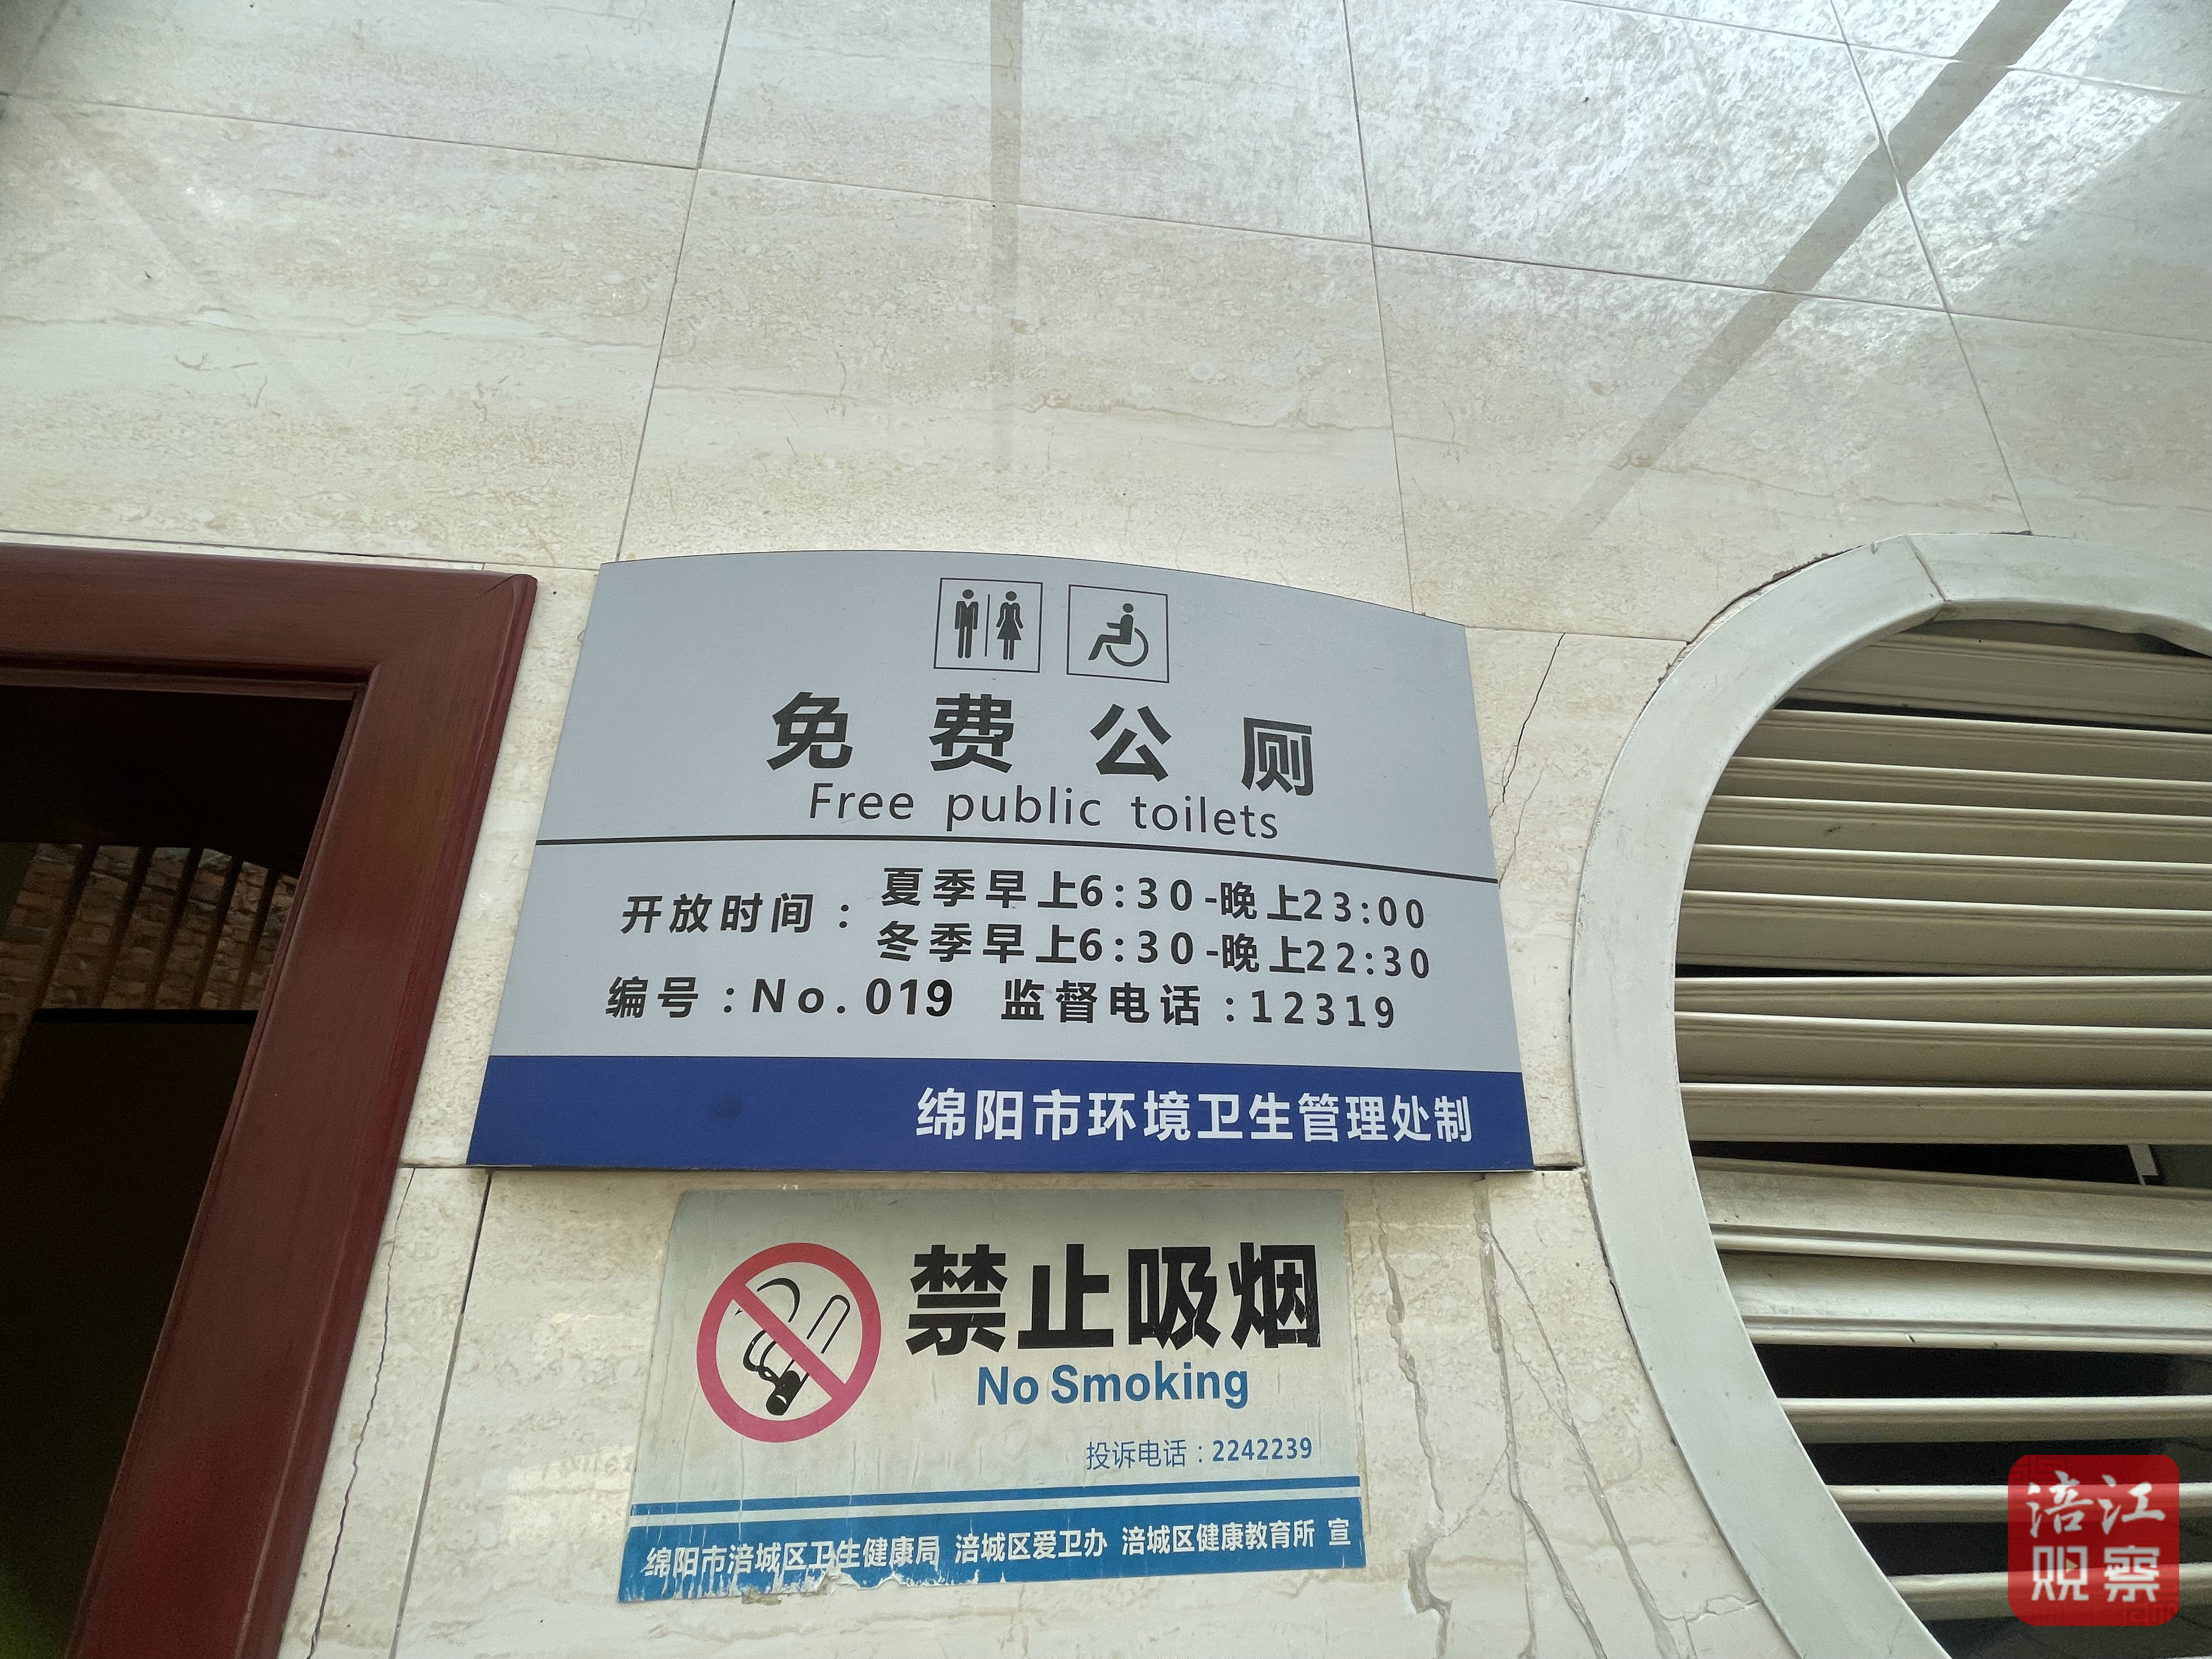 免费公厕
Free public toilets
开放时间：夏季早上6:30-晚上23:00
冬季早上6:30-晚上22:30
编号：No.019 监督电话：12319
绵阳市环境卫生管理处制
禁止吸烟
No Smoking
投诉电话：2242239
绵阳市涪城区卫生健康局 涪城区爱卫办 涪城区健康教育所 宣
涪江
观察